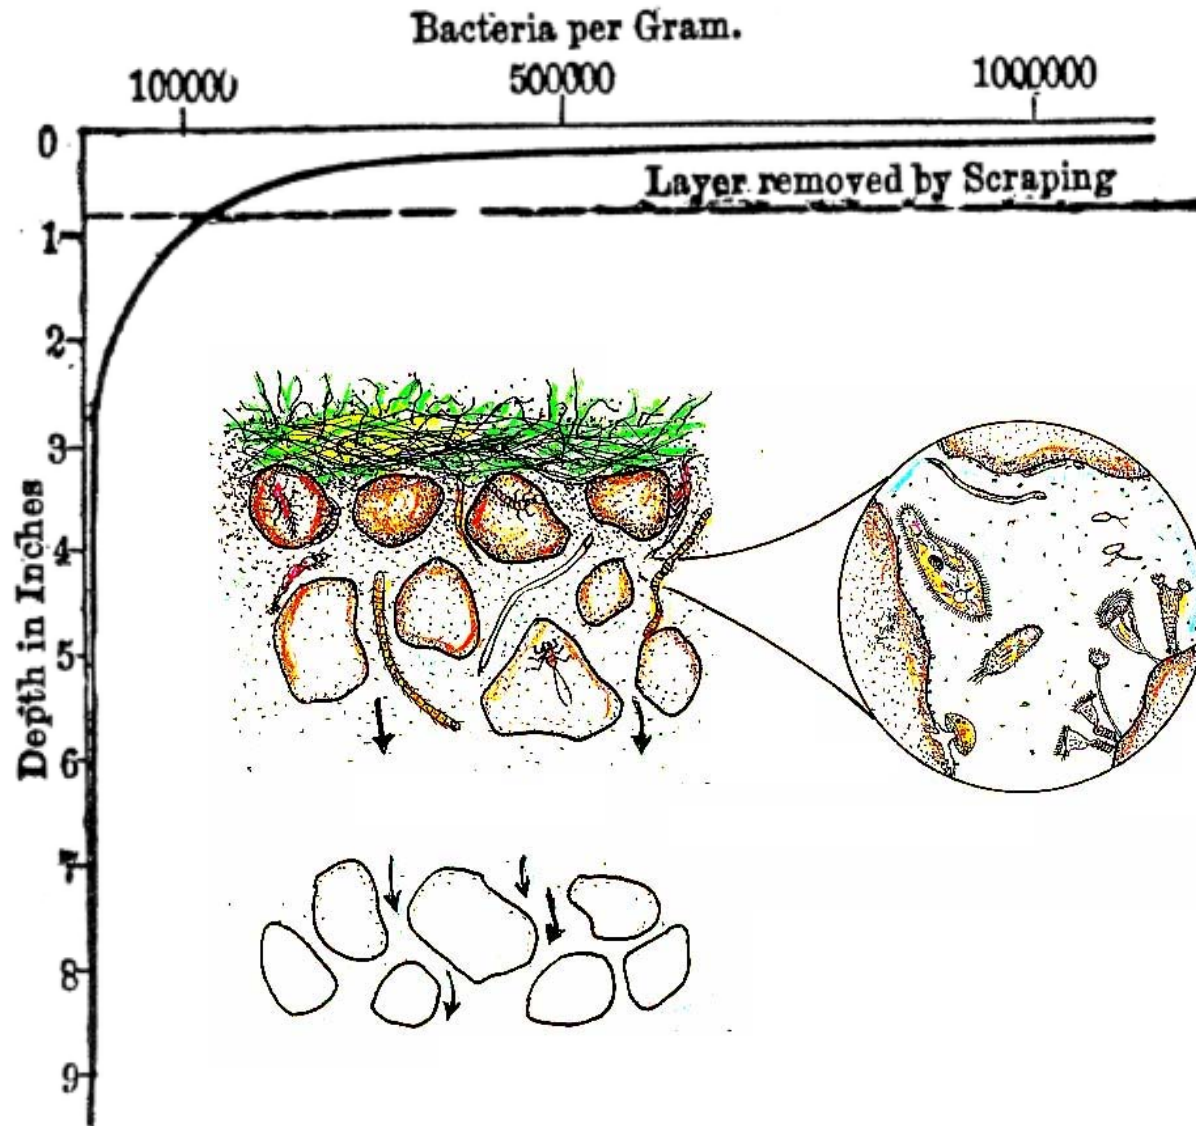 Bacteria per Gram.
100000 500000 1000000
Layer removed by Scraping
Depth in Inches
0
1
2
3
4
5
6
7
8
9